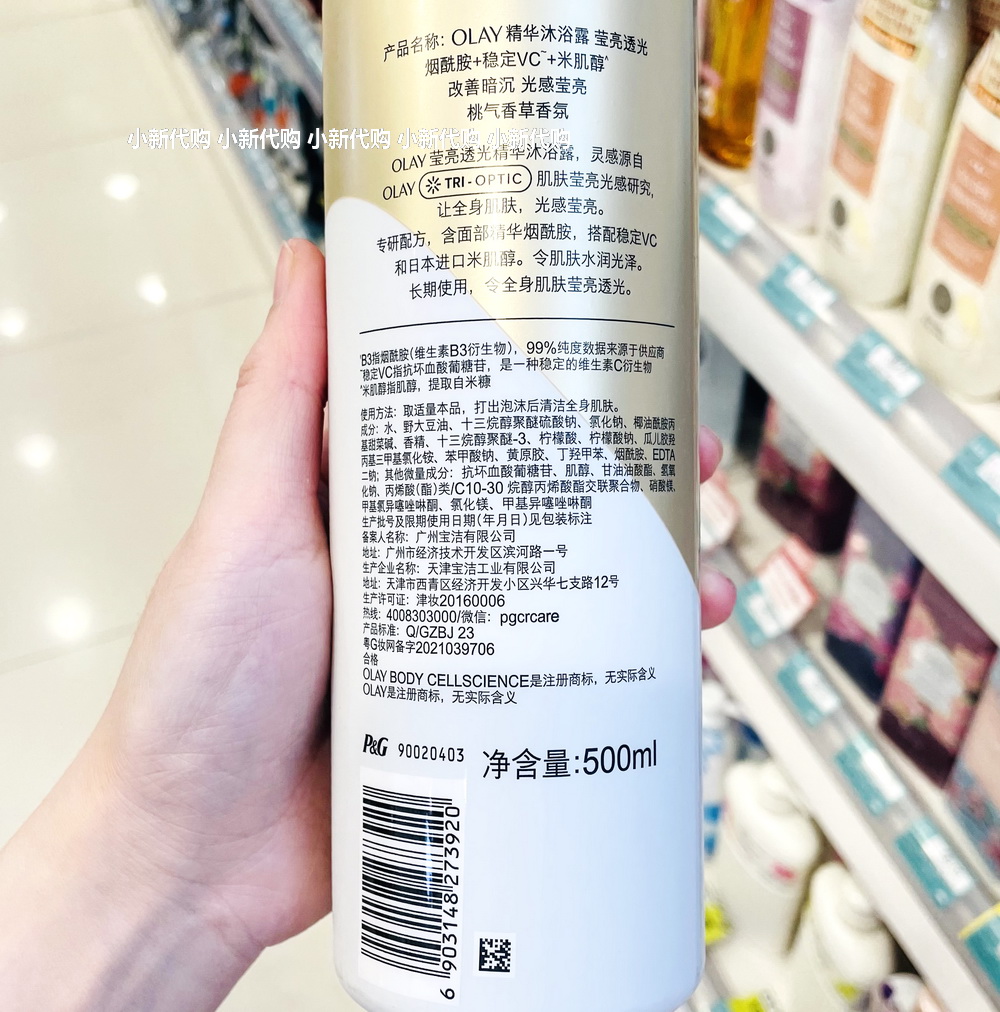 产品名称: OLAY 精华沐浴露 莹亮透光
烟酰胺+稳定VC~+米肌醇^
改善暗沉 光感莹亮
桃气香草香氛
小新代购 小新代购 小新代购 小新代购 小新代购
OLAY 莹亮透光精华沐浴露, 灵感源自
OLAY TRI-OPTIC 肌肤莹亮光感研究,
让全身肌肤, 光感莹亮。
专研配方, 含面部精华烟酰胺, 搭配稳定VC
和日本进口米肌醇。令肌肤水润光泽。
长期使用, 令全身肌肤莹亮透光。
'B3指烟酰胺(维生素B3衍生物), 99%纯度数据来源于供应商
~稳定VC指抗坏血酸葡糖苷, 是一种稳定的维生素C衍生物
^米肌醇指肌醇, 提取自米糠
使用方法: 取适量本品, 打出泡沫后清洁全身肌肤。
成分: 水、野大豆油、十三烷醇聚醚硫酸钠、氯化钠、椰油酰胺丙
基甜菜碱、香精、十三烷醇聚醚-3、柠檬酸、柠檬酸钠、瓜儿胶羟
丙基三甲基氯化铵、苯甲酸钠、黄原胶、丁羟甲苯、烟酰胺、EDTA
二钠; 其他微量成分: 抗坏血酸葡糖苷、肌醇、甘油油酸酯、氢氧
化钠、丙烯酸(酯)类/C10-30 烷醇丙烯酸酯交联聚合物、硝酸镁、
甲基氯异噻唑啉酮、氯化镁、甲基异噻唑啉酮
生产批号及限期使用日期(年月日)见包装标注
备案人名称: 广州宝洁有限公司
地址: 广州市经济技术开发区滨河路一号
生产企业名称: 天津宝洁工业有限公司
地址: 天津市西青区经济开发小区兴华七支路12号
生产许可证: 津妆20160006
热线: 4008303000/微信: pgcrcare
产品标准: Q/GZBJ 23
粤G妆网备字2021039706
合格
OLAY BODY CELLSCIENCE是注册商标, 无实际含义
OLAY是注册商标, 无实际含义
P&G 90020403 净含量:500ml
6 903148 273920